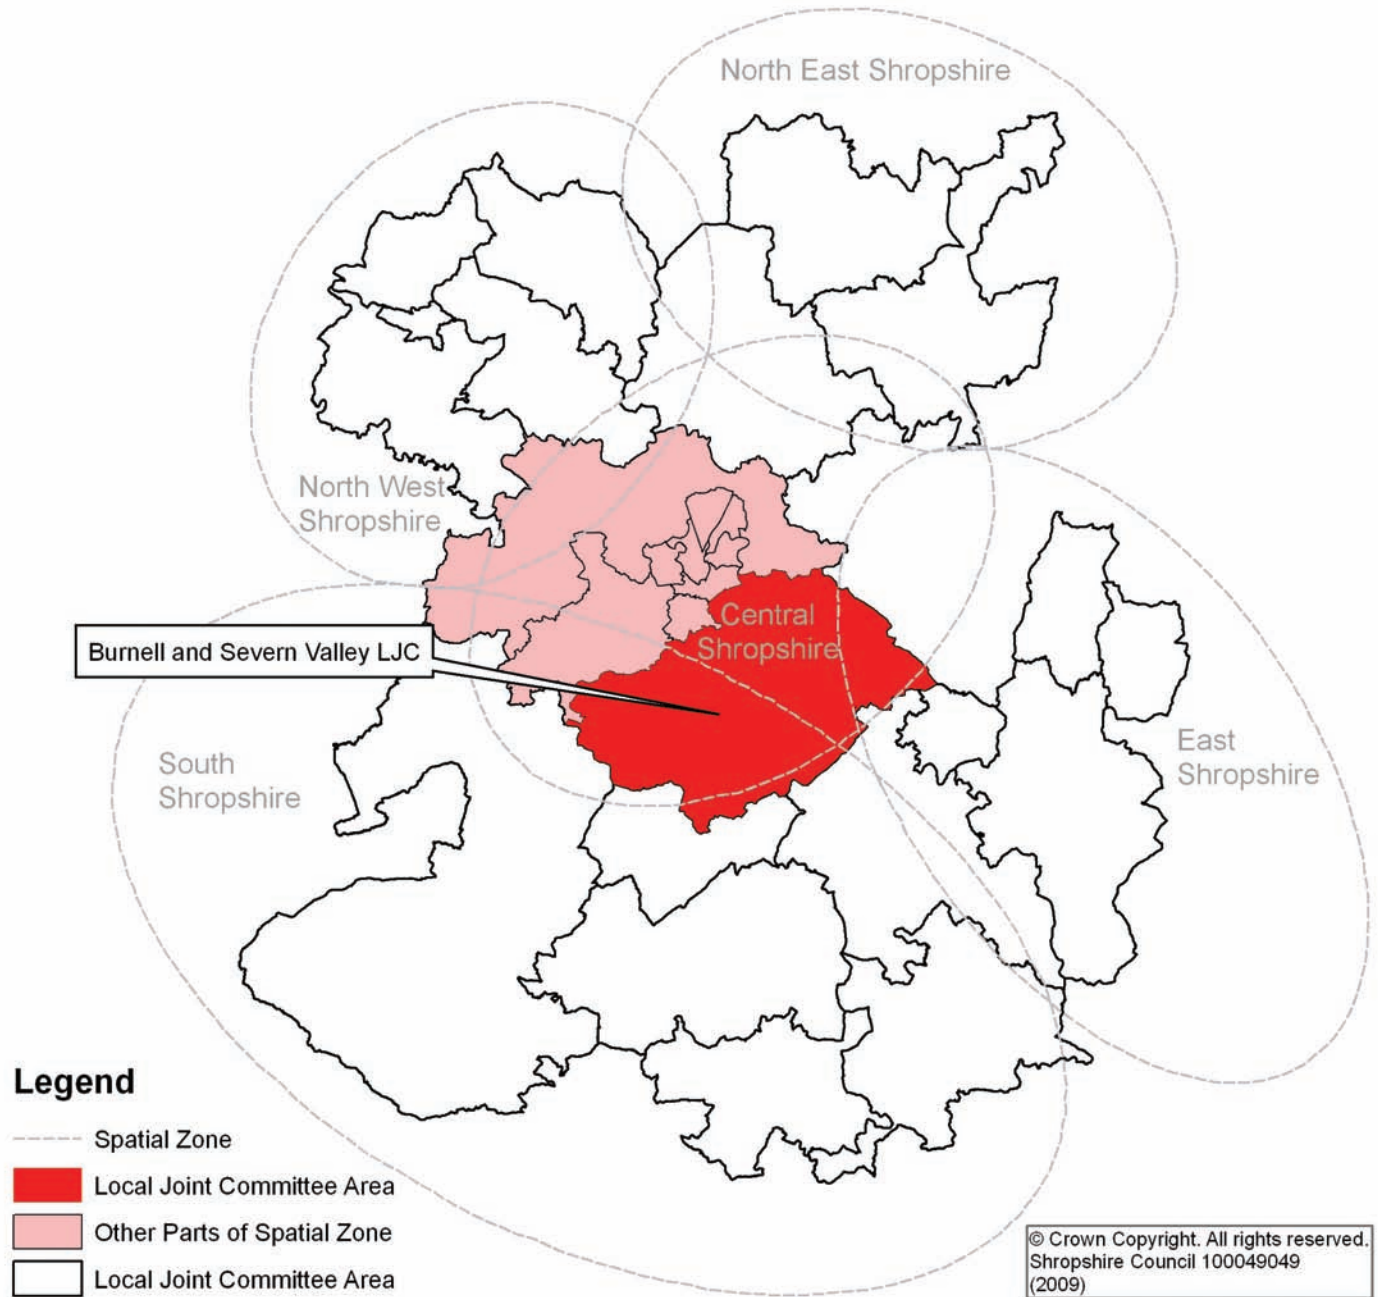 North East Shropshire
North West
Shropshire
Central
Shropshire
Burnell and Severn Valley LJC
South
Shropshire
East
Shropshire
Legend
Spatial Zone
Local Joint Committee Area
Other Parts of Spatial Zone
Local Joint Committee Area
© Crown Copyright. All rights reserved.
Shropshire Council 100049049
(2009)